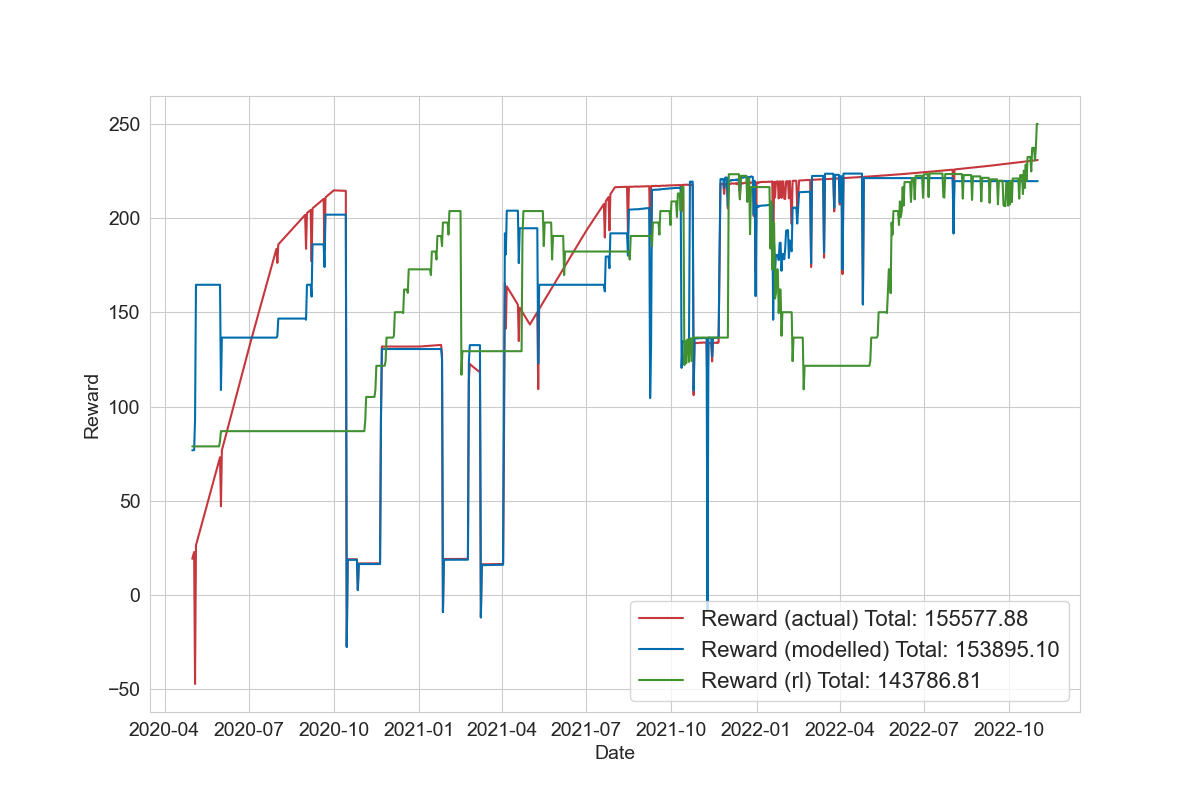 250
200
150
100
50
0
−50
Reward
2020-04 2020-07 2020-10 2021-01 2021-04 2021-07 2021-10 2022-01 2022-04 2022-07 2022-10
Date
Reward (actual) Total: 155577.88
Reward (modelled) Total: 153895.10
Reward (rl) Total: 143786.81